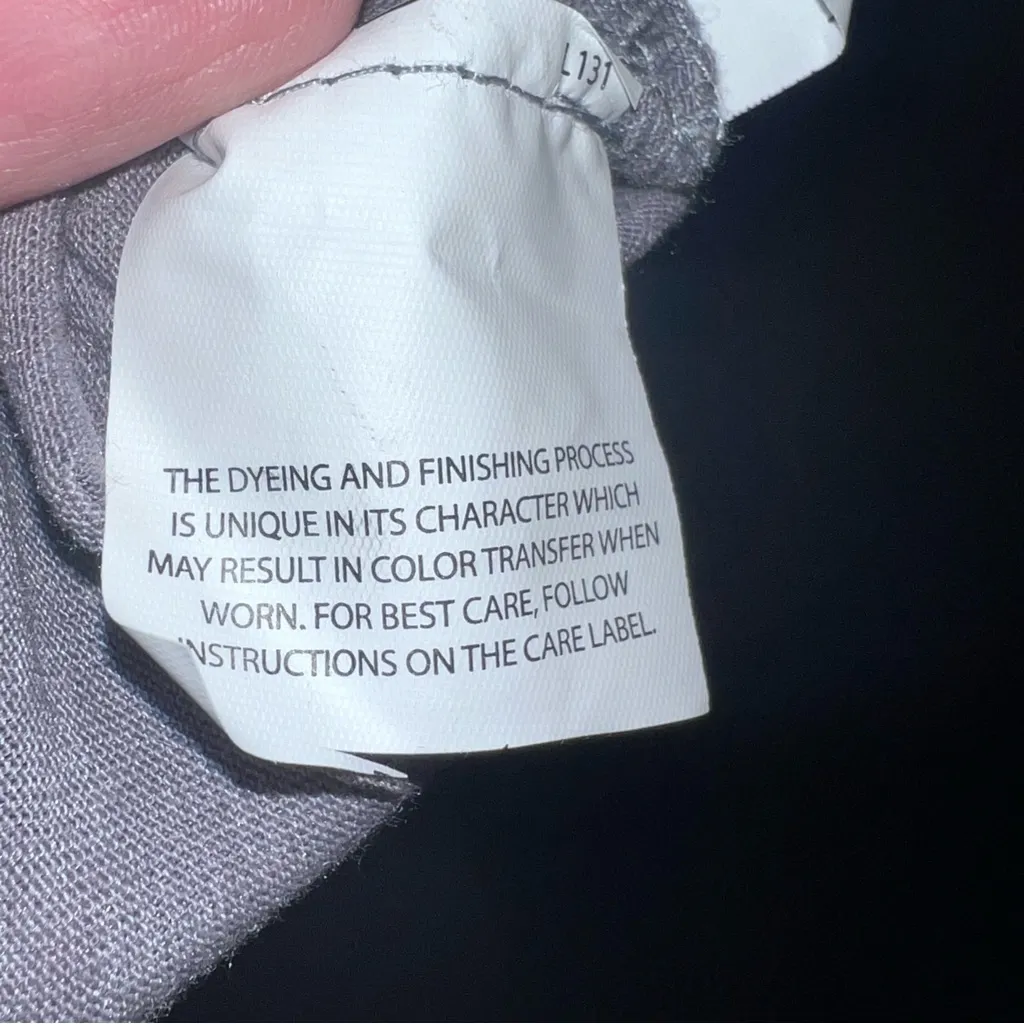 L131
THE DYEING AND FINISHING PROCESS
IS UNIQUE IN ITS CHARACTER WHICH
MAY RESULT IN COLOR TRANSFER WHEN
WORN. FOR BEST CARE, FOLLOW
INSTRUCTIONS ON THE CARE LABEL.